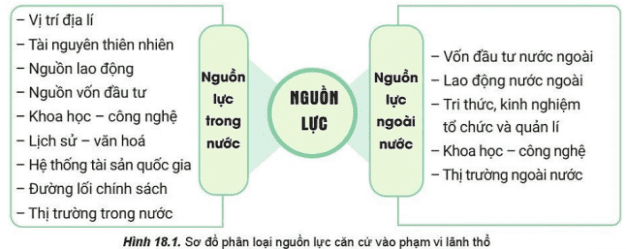 – Vị trí địa lí
– Tài nguyên thiên nhiên
– Nguồn lao động
– Nguồn vốn đầu tư
– Khoa học – công nghệ
– Lịch sử – văn hoá
– Hệ thống tài sản quốc gia
– Đường lối chính sách
– Thị trường trong nước
Nguồn
lực
trong
nước
NGUỒN
LỰC
Nguồn
lực
ngoài
nước
– Vốn đầu tư nước ngoài
– Lao động nước ngoài
– Tri thức, kinh nghiệm
tổ chức và quản lí
– Khoa học – công nghệ
– Thị trường ngoài nước
Hình 18.1. Sơ đồ phân loại nguồn lực căn cứ vào phạm vi lãnh thổ